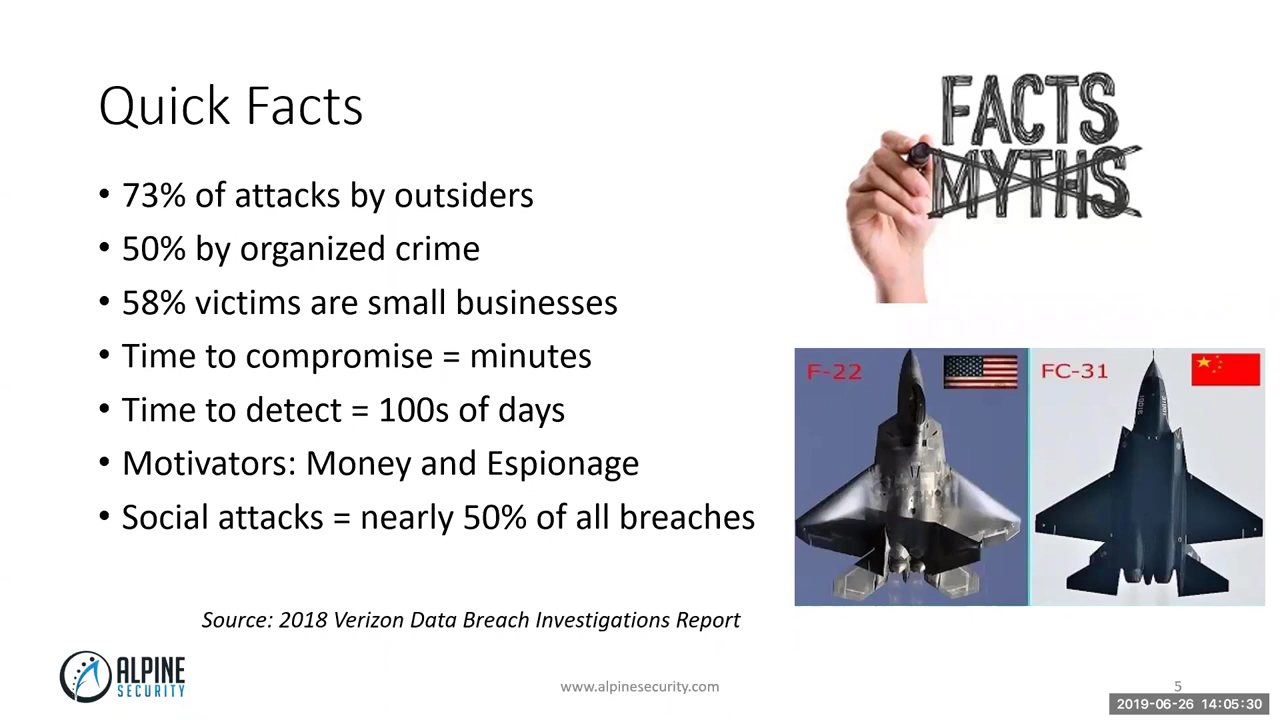 Quick Facts
• 73% of attacks by outsiders
• 50% by organized crime
• 58% victims are small businesses
• Time to compromise = minutes
• Time to detect = 100s of days
• Motivators: Money and Espionage
• Social attacks = nearly 50% of all breaches
Source: 2018 Verizon Data Breach Investigations Report
FACTS
MYTHS
F-22
FC-31
ALPINE
SECURITY
www.alpinesecurity.com
5
2019-06-26 14:05:30